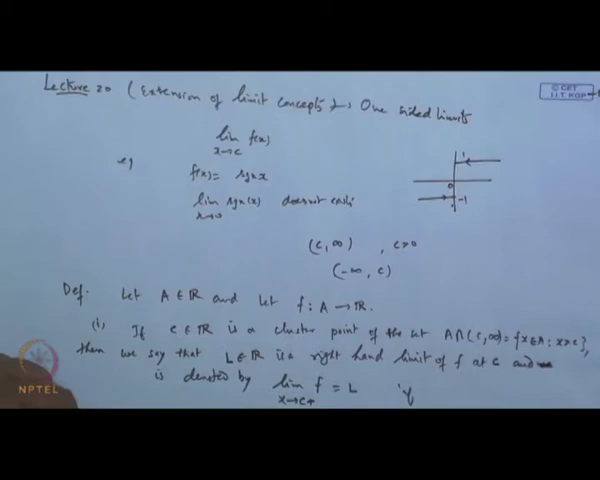 Lecture 20 (Extension of limit concepts) One sided limits
© CET
I.I.T. KGP
lim f(x)
x→c
eg
f(x) = sgn x
lim sgn(x) doesn't exist
x→0
1
0
-1
(c, ∞) , c>0
(-∞, c)
Def. Let A ∈ ℝ and let f : A → ℝ.
(i) If c ∈ ℝ is a cluster point of the set A∩(c,∞) = {x∈A : x>c},
then we say that L ∈ ℝ is a right hand limit of f at c and
is denoted by lim f = L if
x→c+
NPTEL